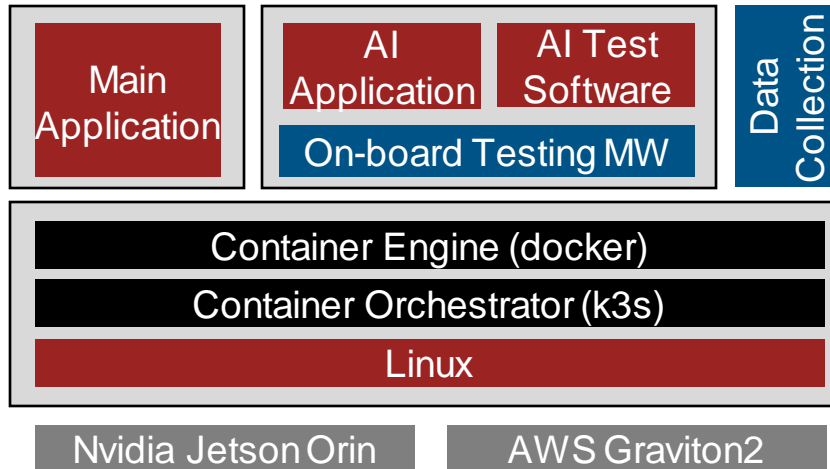 Main
Application
AI
Application
AI Test
Software
On-board Testing MW
Data
Collection
Container Engine (docker)
Container Orchestrator (k3s)
Linux
Nvidia Jetson Orin
AWS Graviton2